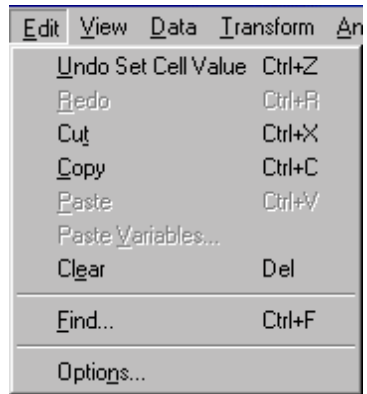 Edit View Data Transform An
Undo Set Cell Value Ctrl+Z
Redo Ctrl+R
Cut Ctrl+X
Copy Ctrl+C
Paste Ctrl+V
Paste Variables...
Clear Del
Find... Ctrl+F
Options...